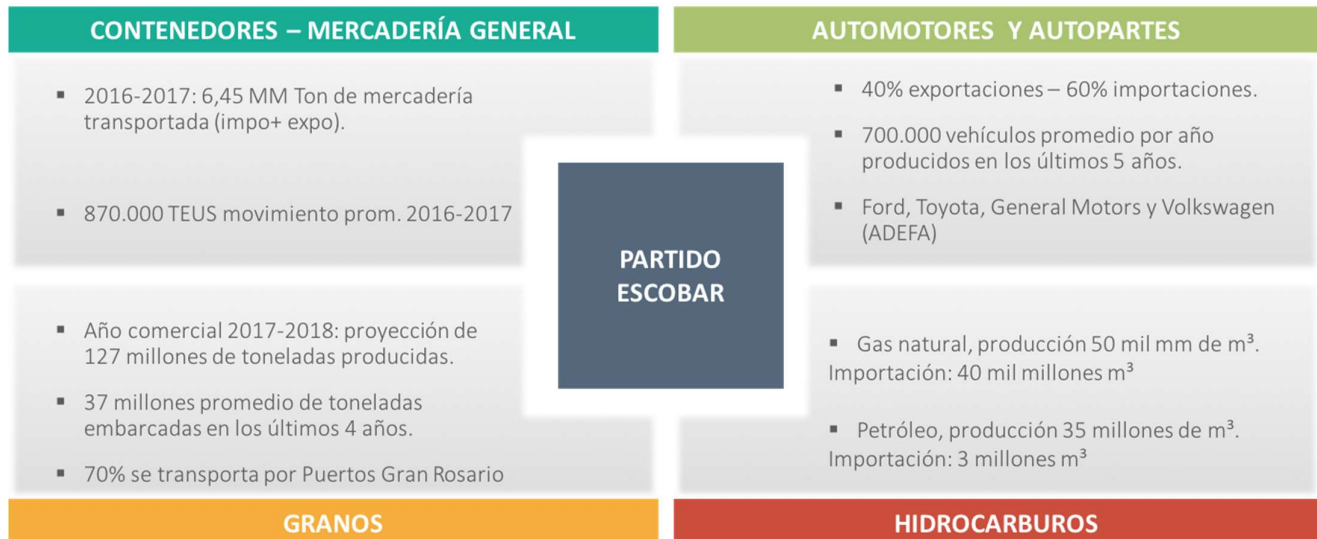 CONTENEDORES – MERCADERÍA GENERAL
▪ 2016-2017: 6,45 MM Ton de mercadería
transportada (impo+ expo).
▪ 870.000 TEUS movimiento prom. 2016-2017
AUTOMOTORES Y AUTOPARTES
▪ 40% exportaciones – 60% importaciones.
▪ 700.000 vehículos promedio por año
producidos en los últimos 5 años.
▪ Ford, Toyota, General Motors y Volkswagen
(ADEFA)
PARTIDO
ESCOBAR
▪ Año comercial 2017-2018: proyección de
127 millones de toneladas producidas.
▪ 37 millones promedio de toneladas
embarcadas en los últimos 4 años.
▪ 70% se transporta por Puertos Gran Rosario
GRANOS
▪ Gas natural, producción 50 mil mm de m³.
Importación: 40 mil millones m³
▪ Petróleo, producción 35 millones de m³.
Importación: 3 millones m³
HIDROCARBUROS